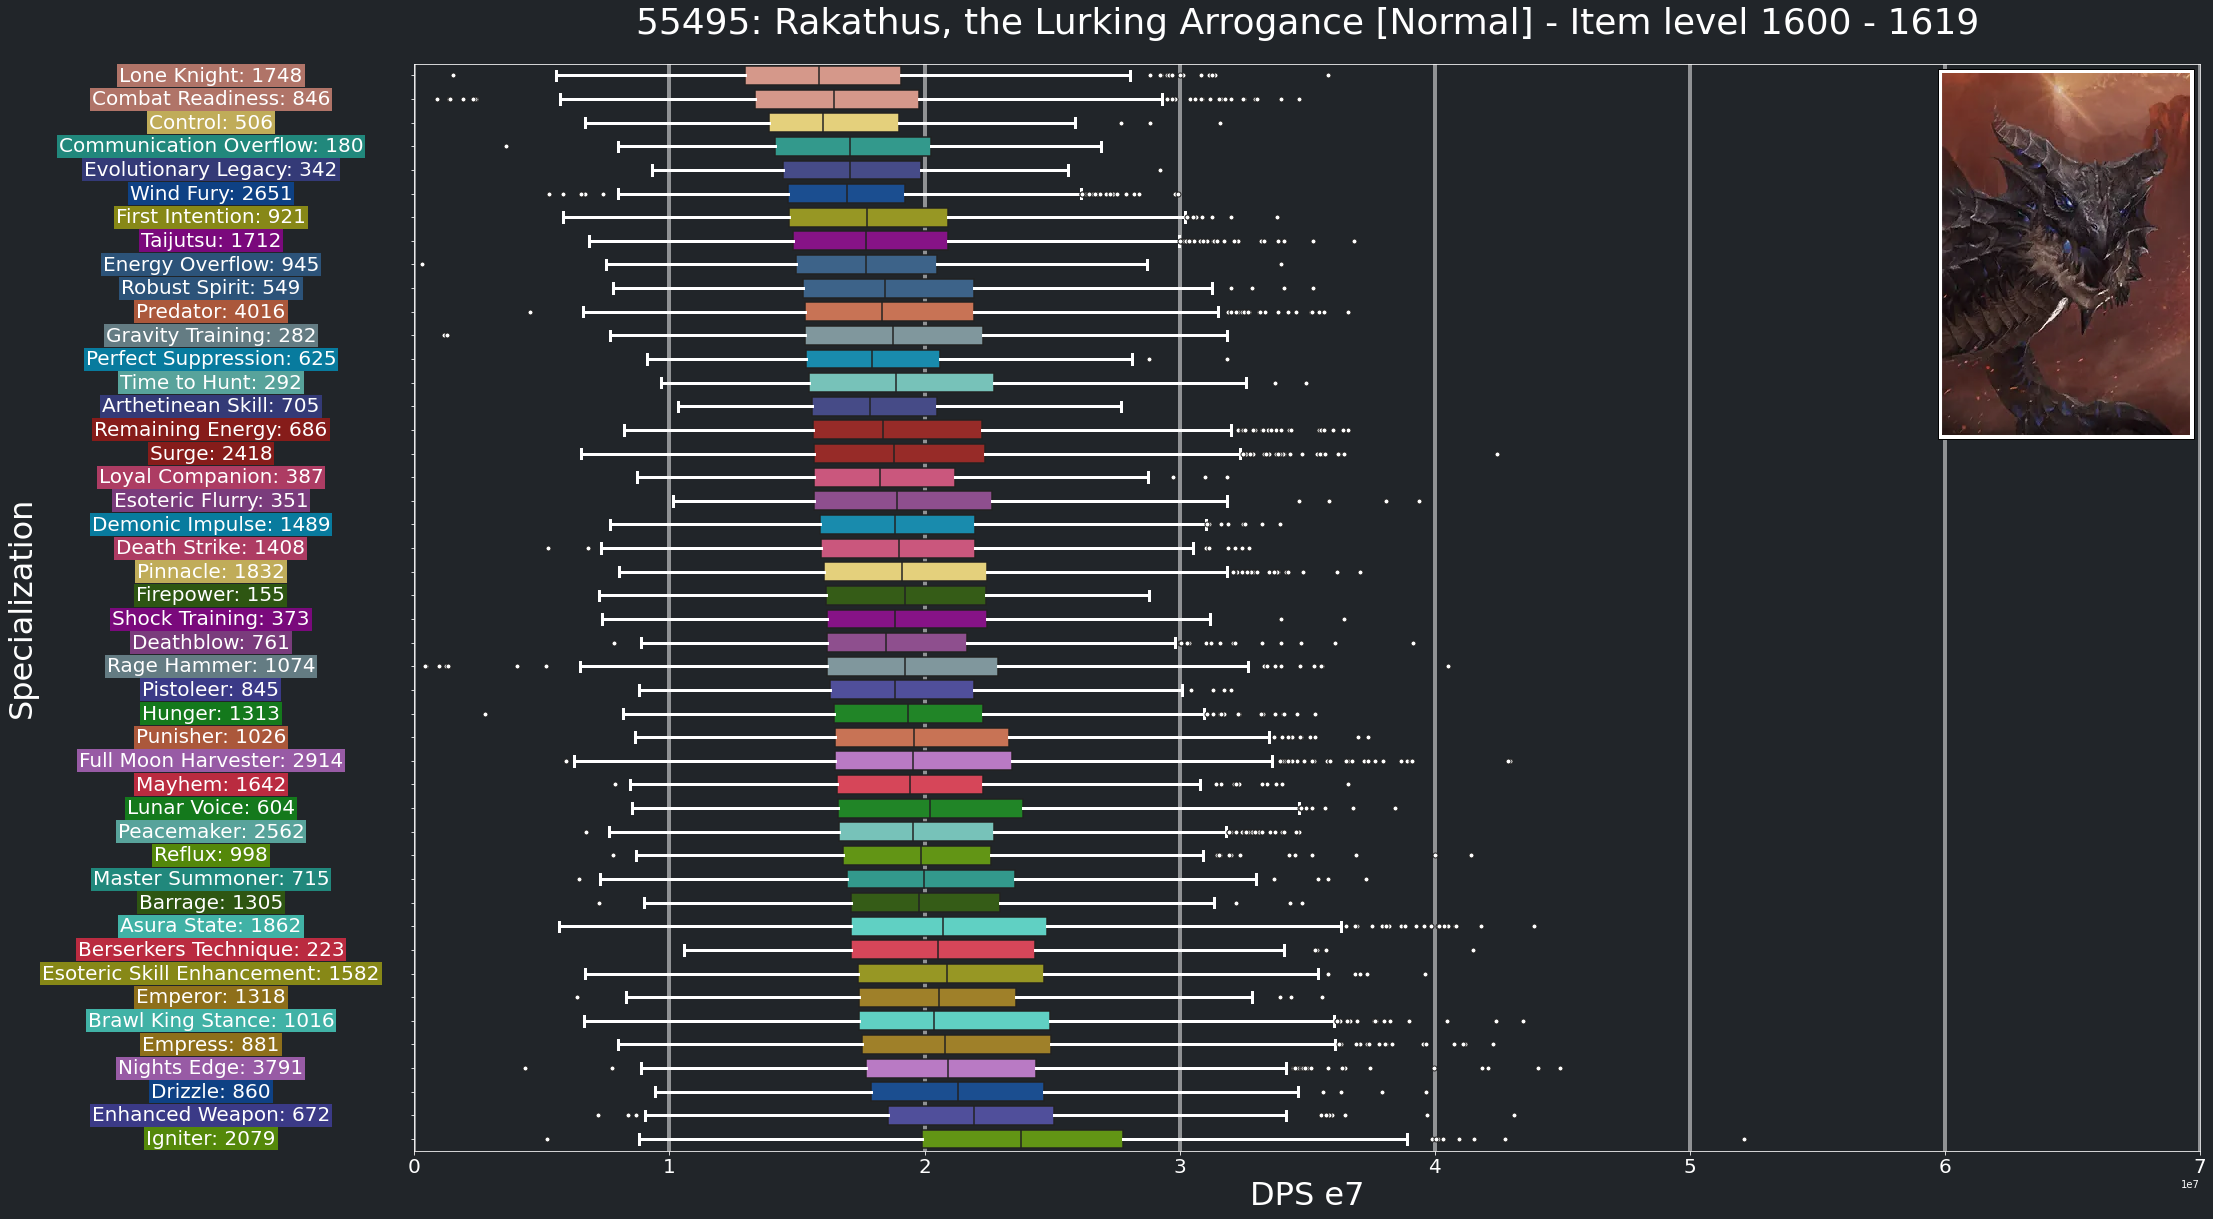 55495: Rakathus, the Lurking Arrogance [Normal] - Item level 1600 - 1619
Specialization
Lone Knight: 1748
Combat Readiness: 846
Control: 506
Communication Overflow: 180
Evolutionary Legacy: 342
Wind Fury: 2651
First Intention: 921
Taijutsu: 1712
Energy Overflow: 945
Robust Spirit: 549
Predator: 4016
Gravity Training: 282
Perfect Suppression: 625
Time to Hunt: 292
Arthetinean Skill: 705
Remaining Energy: 686
Surge: 2418
Loyal Companion: 387
Esoteric Flurry: 351
Demonic Impulse: 1489
Death Strike: 1408
Pinnacle: 1832
Firepower: 155
Shock Training: 373
Deathblow: 761
Rage Hammer: 1074
Pistoleer: 845
Hunger: 1313
Punisher: 1026
Full Moon Harvester: 2914
Mayhem: 1642
Lunar Voice: 604
Peacemaker: 2562
Reflux: 998
Master Summoner: 715
Barrage: 1305
Asura State: 1862
Berserkers Technique: 223
Esoteric Skill Enhancement: 1582
Emperor: 1318
Brawl King Stance: 1016
Empress: 881
Nights Edge: 3791
Drizzle: 860
Enhanced Weapon: 672
Igniter: 2079
0 1 2 3 4 5 6 7
1e7
DPS e7